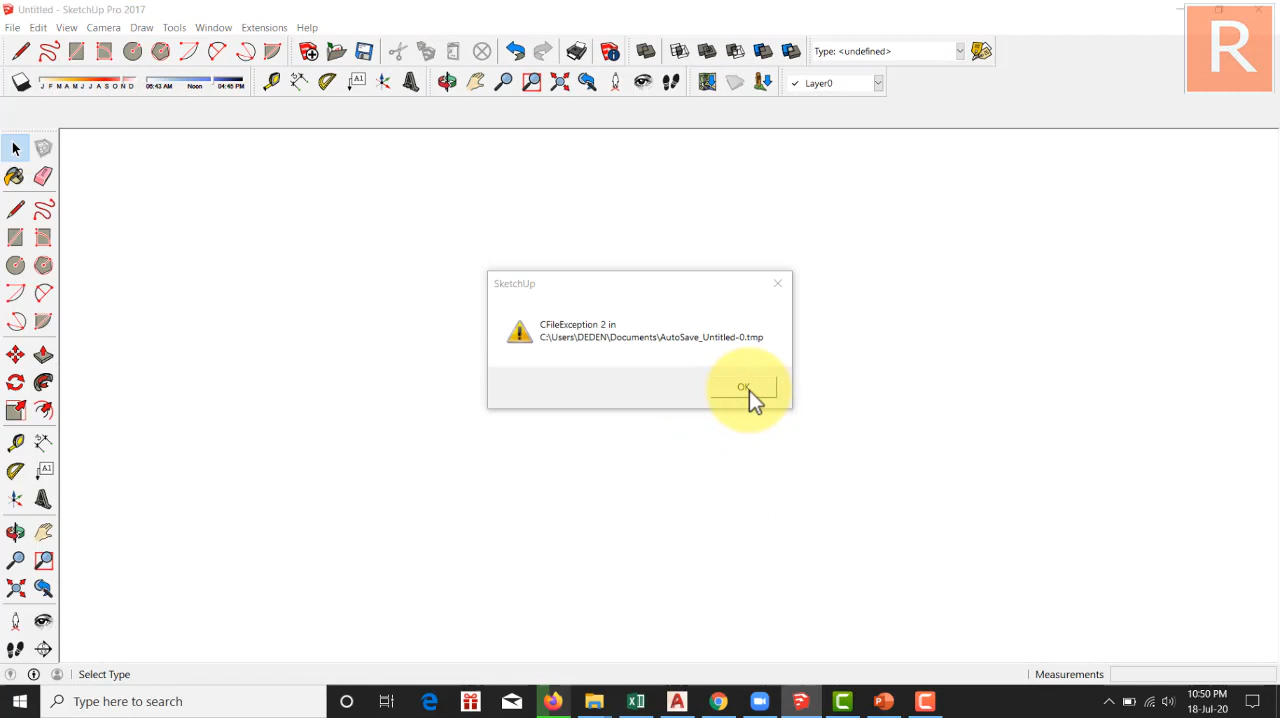 Untitled - SketchUp Pro 2017
File Edit View Camera Draw Tools Window Extensions Help
Type: <undefined>
R
J F M A M J J A S O N D 06:43 AM Noon 04:45 PM
A1
Layer0
SketchUp
CFileException 2 in
C:\Users\DEDEN\Documents\AutoSave_Untitled-0.tmp
OK
A1
Select Type
Measurements
Type here to search
10:50 PM
18-Jul-20